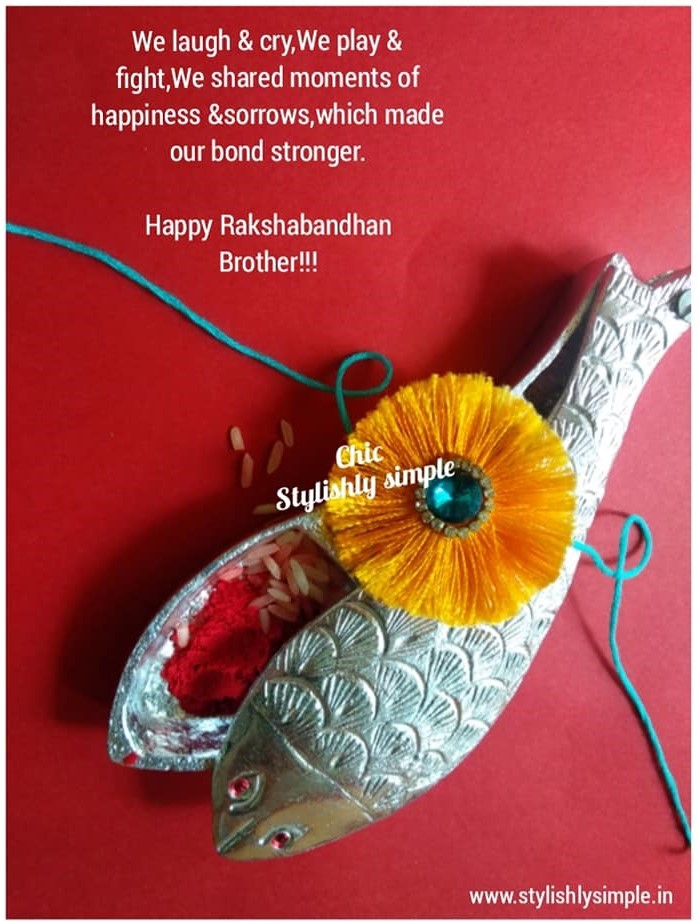 We laugh & cry,We play &
fight,We shared moments of
happiness &sorrows,which made
our bond stronger.
Happy Rakshabandhan
Brother!!!
Chic
Stylishly simple
www.stylishlysimple.in